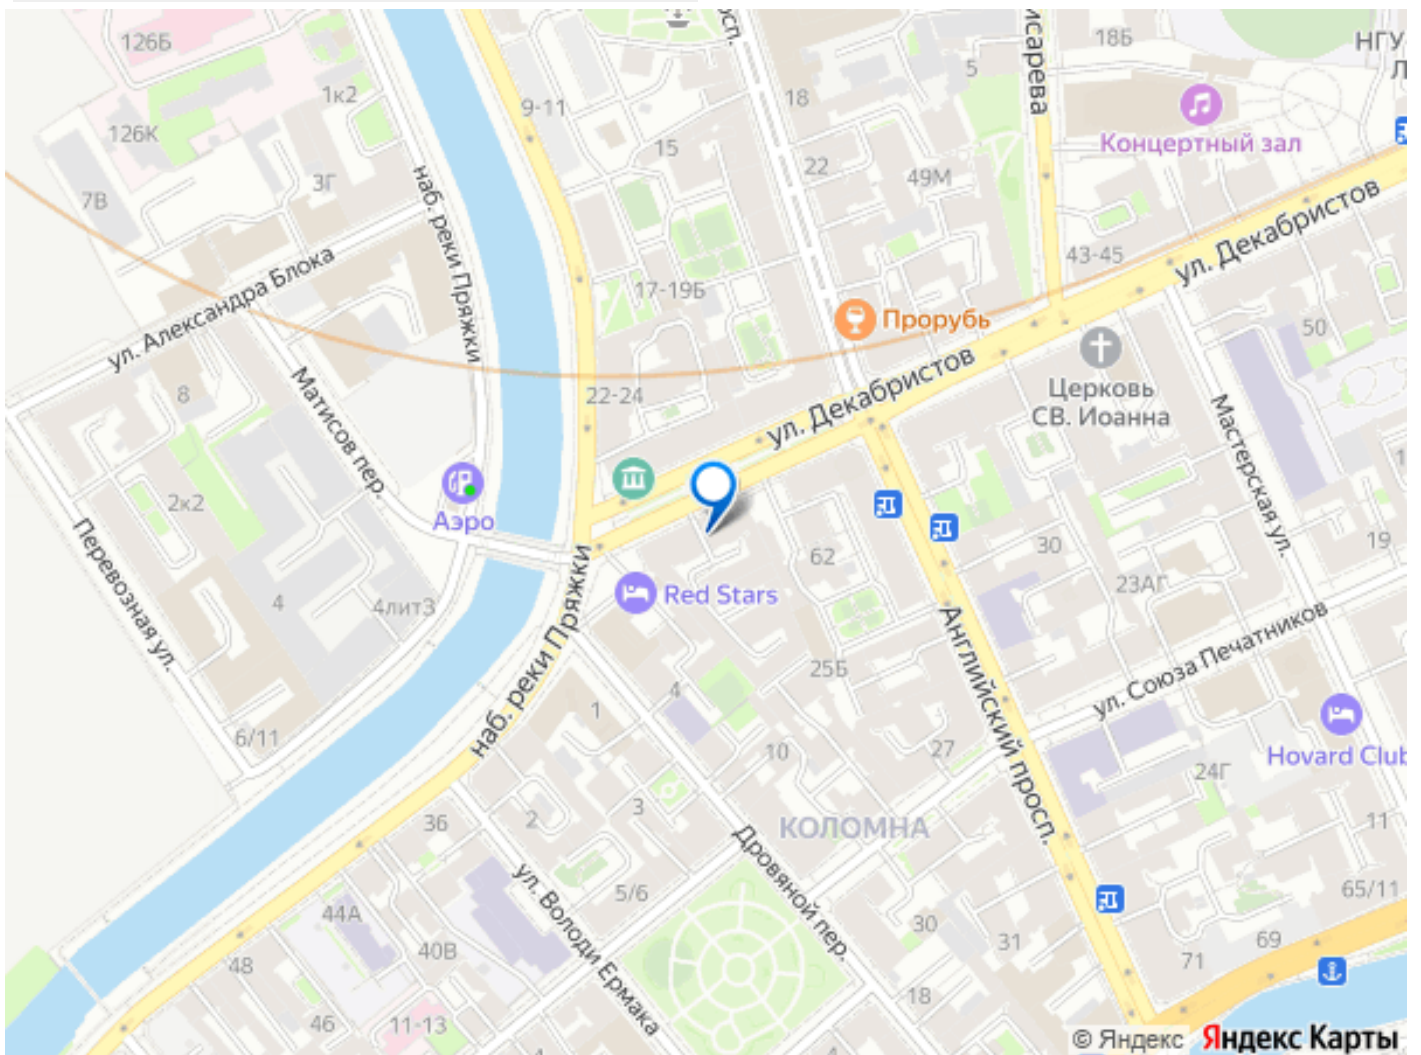 126Б
1к2
126К
9-11
просп.
18
5
18Б
НГУ
Л
Писарева
Концертный зал
15
22
49М
7В
3Г
наб. реки Пряжки
ул. Декабристов
43-45
ул. Александра Блока
17-19Б
Прорубь
50
8
22-24
ул. Декабристов
Церковь
СВ. Иоанна
Матисов пер.
Мастерская ул.
2к2
Аэро
Перевозная ул.
62
30
19
23АГ
4
4лит3
Red Stars
наб. реки Пряжки
Английский просп.
ул. Союза Печатников
25Б
4
1
6/11
10
27
24Г
Hovard Club
36
2
3
КОЛОМНА
11
Дровяной пер.
ул. Володи Ермака
5/6
65/11
44А
40В
30
31
69
48
71
46
11-13
18
© Яндекс Яндекс Карты